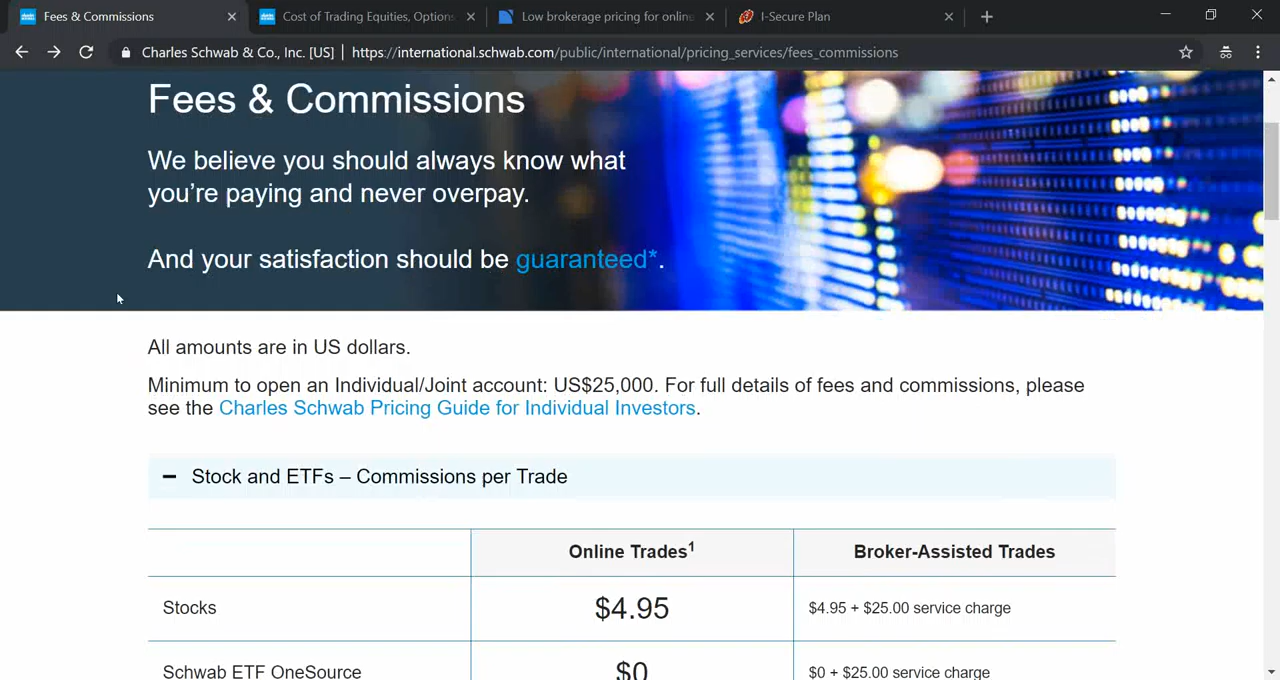 Fees & Commissions
Cost of Trading Equities, Options
Low brokerage pricing for online
I-Secure Plan
Charles Schwab & Co., Inc. [US] | https://international.schwab.com/public/international/pricing_services/fees_commissions
Fees & Commissions
We believe you should always know what
you’re paying and never overpay.
And your satisfaction should be guaranteed*.
All amounts are in US dollars.
Minimum to open an Individual/Joint account: US$25,000. For full details of fees and commissions, please
see the Charles Schwab Pricing Guide for Individual Investors.
Stock and ETFs – Commissions per Trade
Online Trades1 Broker-Assisted Trades
Stocks $4.95 $4.95 + $25.00 service charge
Schwab ETF OneSource $0 $0 + $25.00 service charge